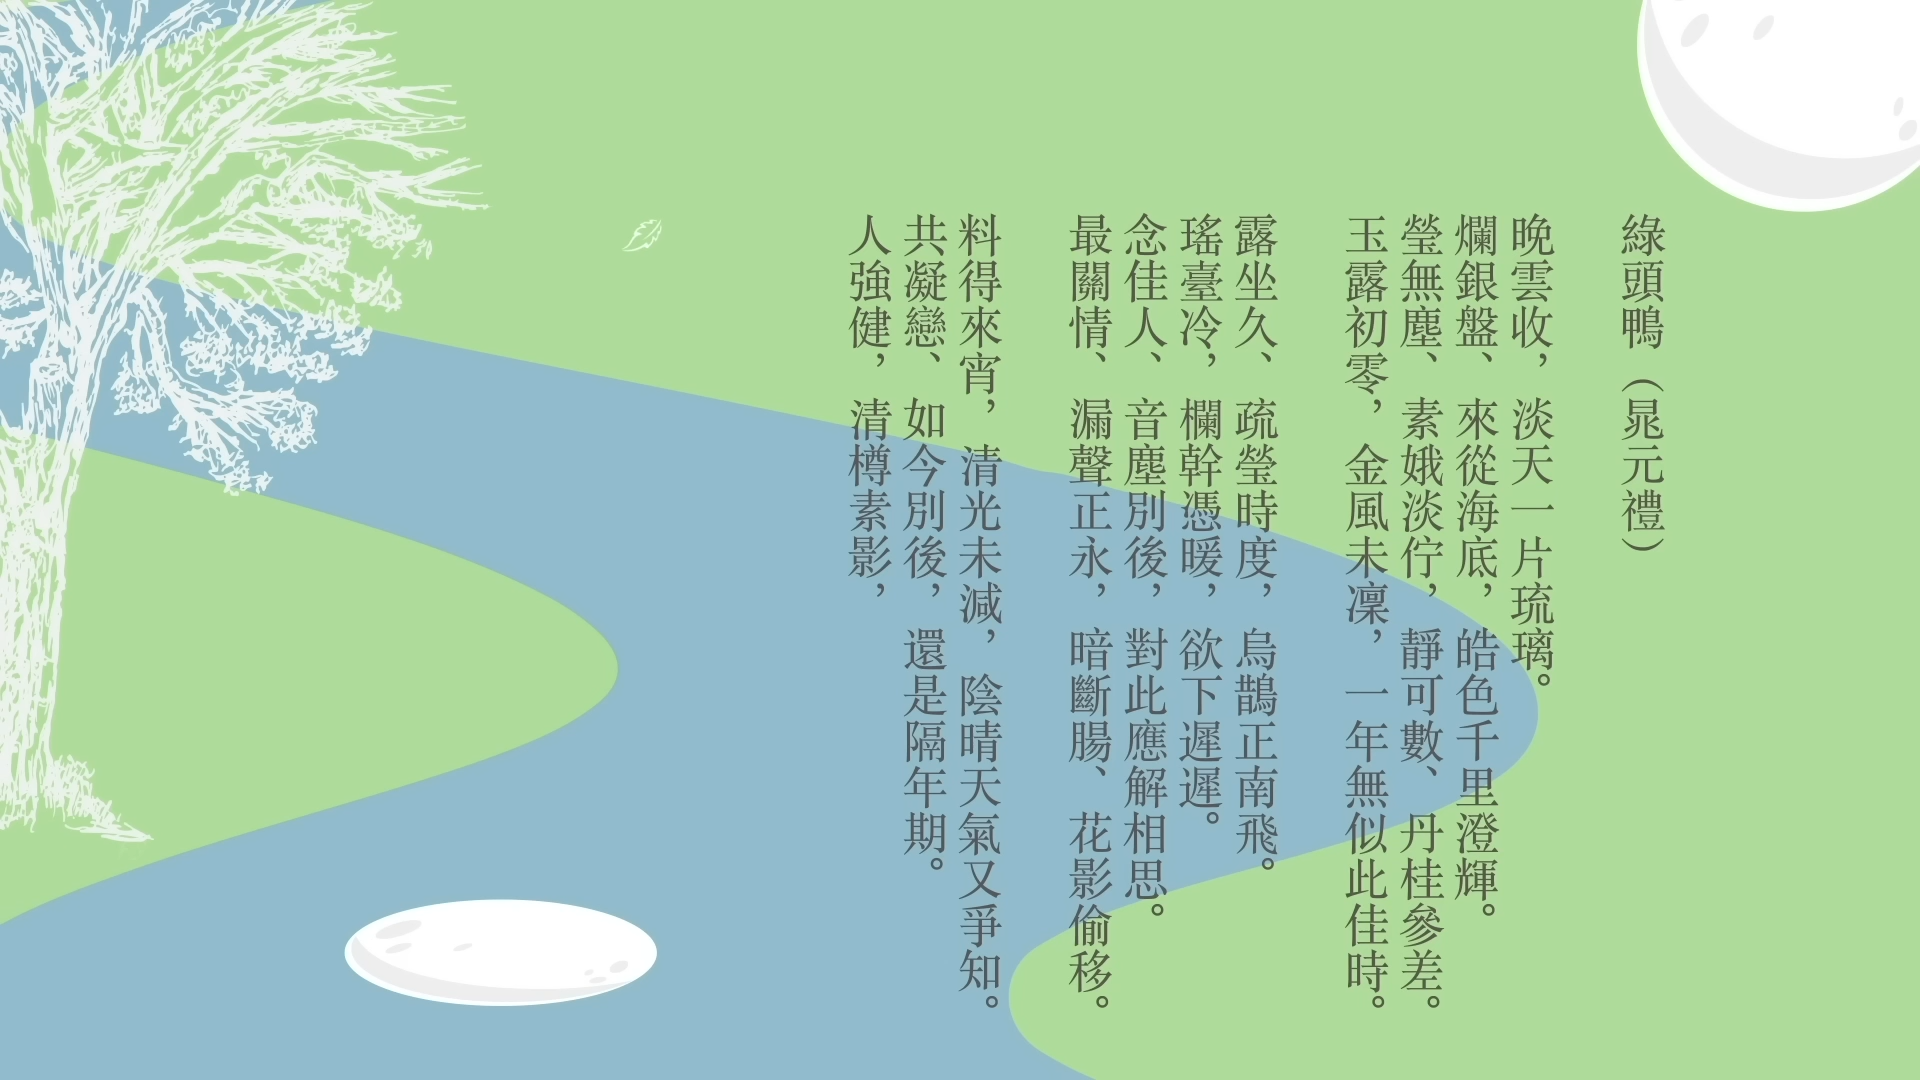 綠頭鴨（晁元禮）
晚雲收，淡天一片琉璃。
爛銀盤、來從海底，皓色千里澄輝。
瑩無塵、素娥淡佇，靜可數、丹桂參差。
玉露初零，金風未凜，一年無似此佳時。
露坐久、疏瑩時度，烏鵲正南飛。
瑤臺冷，欄幹憑暖，欲下遲遲。
念佳人、音塵別後，對此應解相思。
最關情、漏聲正永，暗斷腸、花影偷移。
料得來宵，清光未減，陰晴天氣又爭知。
共凝戀、如今別後，還是隔年期。
人強健，清樽素影，